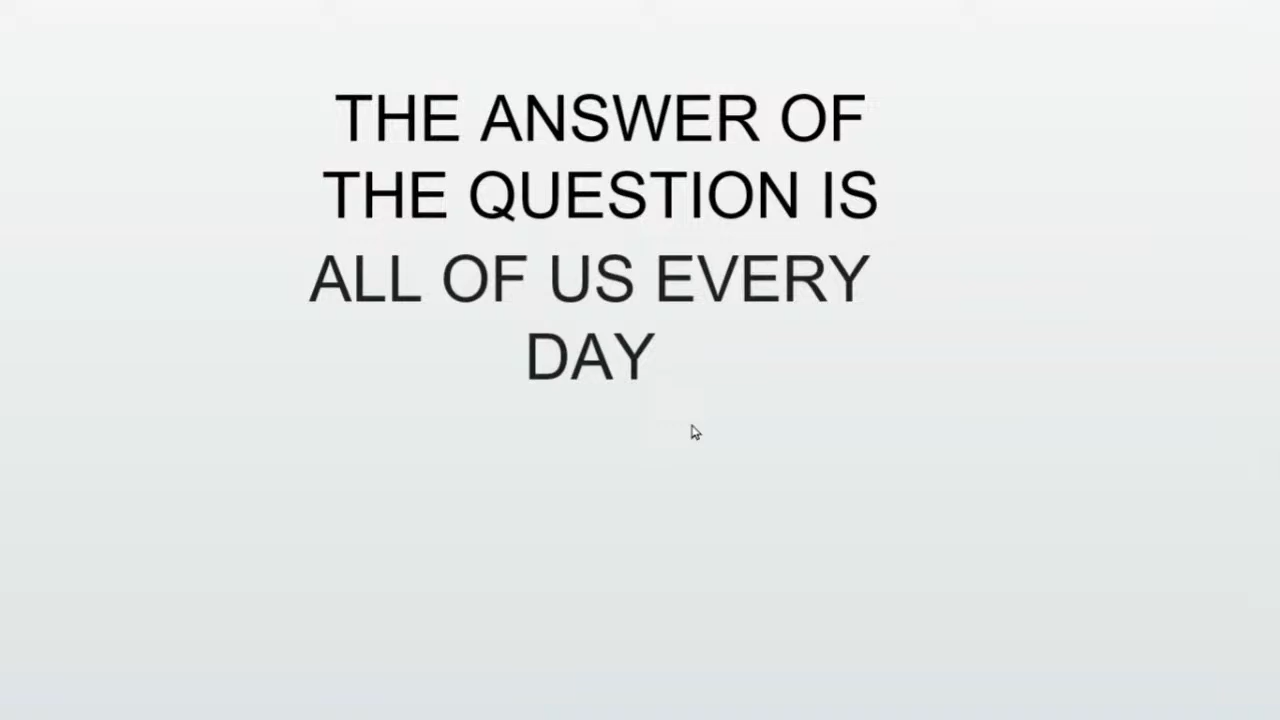 THE ANSWER OF
THE QUESTION IS
ALL OF US EVERY
DAY